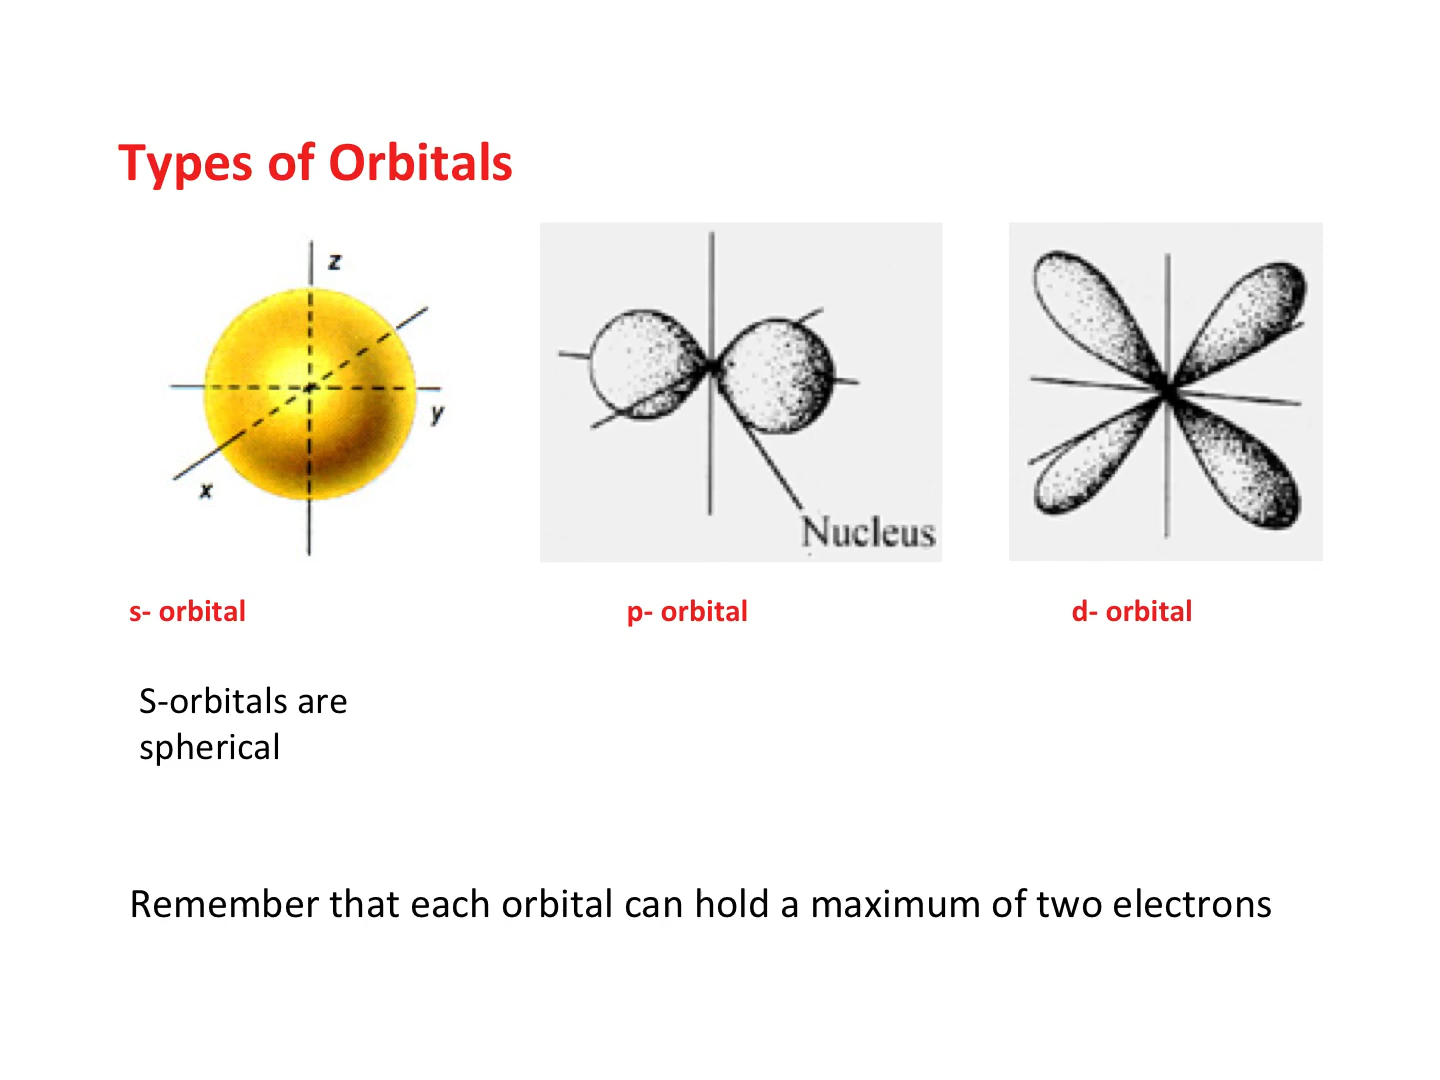 Types of Orbitals
z
y
x
Nucleus
s- orbital
p- orbital
d- orbital
S-orbitals are
spherical
Remember that each orbital can hold a maximum of two electrons